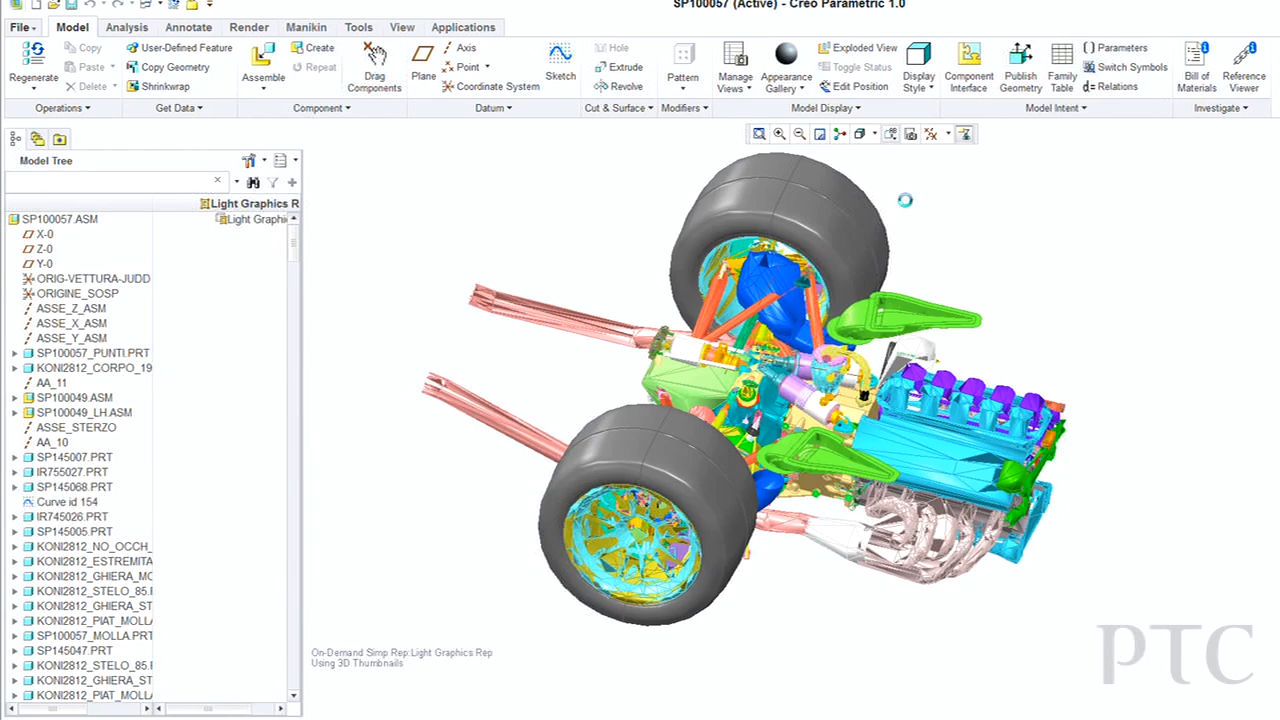 SP100057 (Active) - Creo Parametric 1.0
File Model Analysis Annotate Render Manikin Tools View Applications
Regenerate
Copy
Paste
Delete
Operations
User-Defined Feature
Copy Geometry
Shrinkwrap
Get Data
Assemble
Create
Repeat
Drag
Components
Component
Plane
Axis
Point
Coordinate System
Datum
Sketch
Hole
Extrude
Revolve
Cut & Surface
Pattern
Modifiers
Manage
Views
Appearance
Gallery
Exploded View
Toggle Status
Edit Position
Display
Style
Model Display
Component
Interface
Publish
Geometry
Family
Table
Parameters
Switch Symbols
d= Relations
Model Intent
Bill of
Materials
Reference
Viewer
Investigate
Model Tree
Light Graphics R
SP100057.ASM Light Graphi
X-0
Z-0
Y-0
ORIG-VETTURA-JUDD
ORIGINE_SOSP
ASSE_Z_ASM
ASSE_X_ASM
ASSE_Y_ASM
SP100057_PUNTI.PRT
KONI2812_CORPO_19
AA_11
SP100049.ASM
SP100049_LH.ASM
ASSE_STERZO
AA_10
SP145007.PRT
IR755027.PRT
SP145068.PRT
Curve id 154
IR745026.PRT
SP145005.PRT
KONI2812_NO_OCCH_
KONI2812_ESTREMITA
KONI2812_GHIERA_MO
KONI2812_STELO_85.F
KONI2812_GHIERA_ST
KONI2812_PIAT_MOLLA
SP100057_MOLLA.PRT
SP145047.PRT
KONI2812_STELO_85.F
KONI2812_GHIERA_ST
KONI2812_PIAT_MOLLA
On-Demand Simp Rep:Light Graphics Rep
Using 3D Thumbnails
PTC